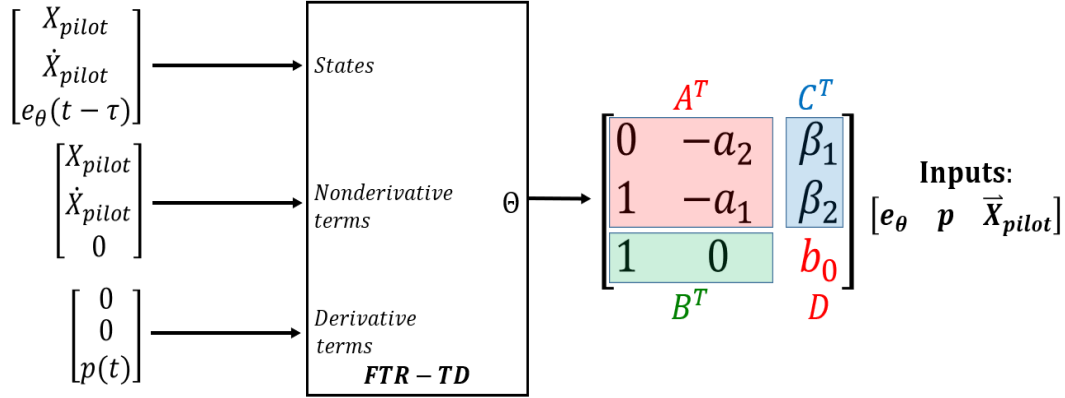 X_pilot
Ẋ_pilot
e_θ(t − τ)
States
X_pilot
Ẋ_pilot
0
Nonderivative
terms
0
0
p(t)
Derivative
terms
FTR − TD
Θ
A^T C^T
0 −a_2 β_1
1 −a_1 β_2
1 0 b_0
B^T D
Inputs:
[e_θ p X⃗_pilot]